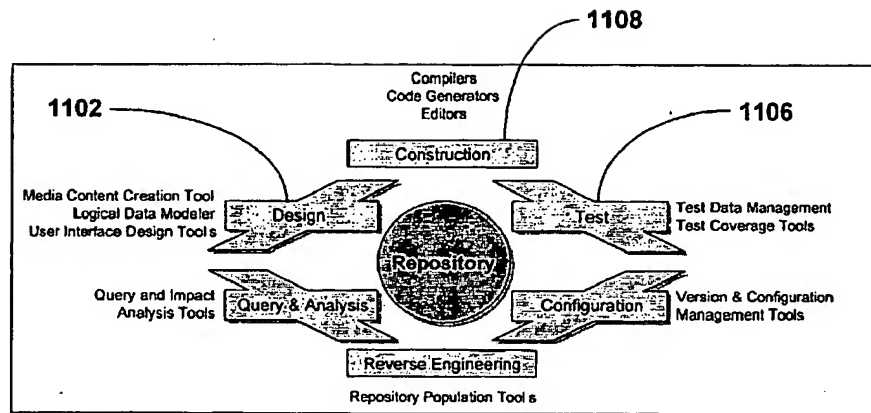 1108
Compilers
Code Generators
Editors
1102
1106
Construction
Media Content Creation Tool
Logical Data Modeler
User Interface Design Tools
Design
Test
Test Data Management
Test Coverage Tools
Repository
Query and Impact
Analysis Tools
Query & Analysis
Configuration
Version & Configuration
Management Tools
Reverse Engineering
Repository Population Tools